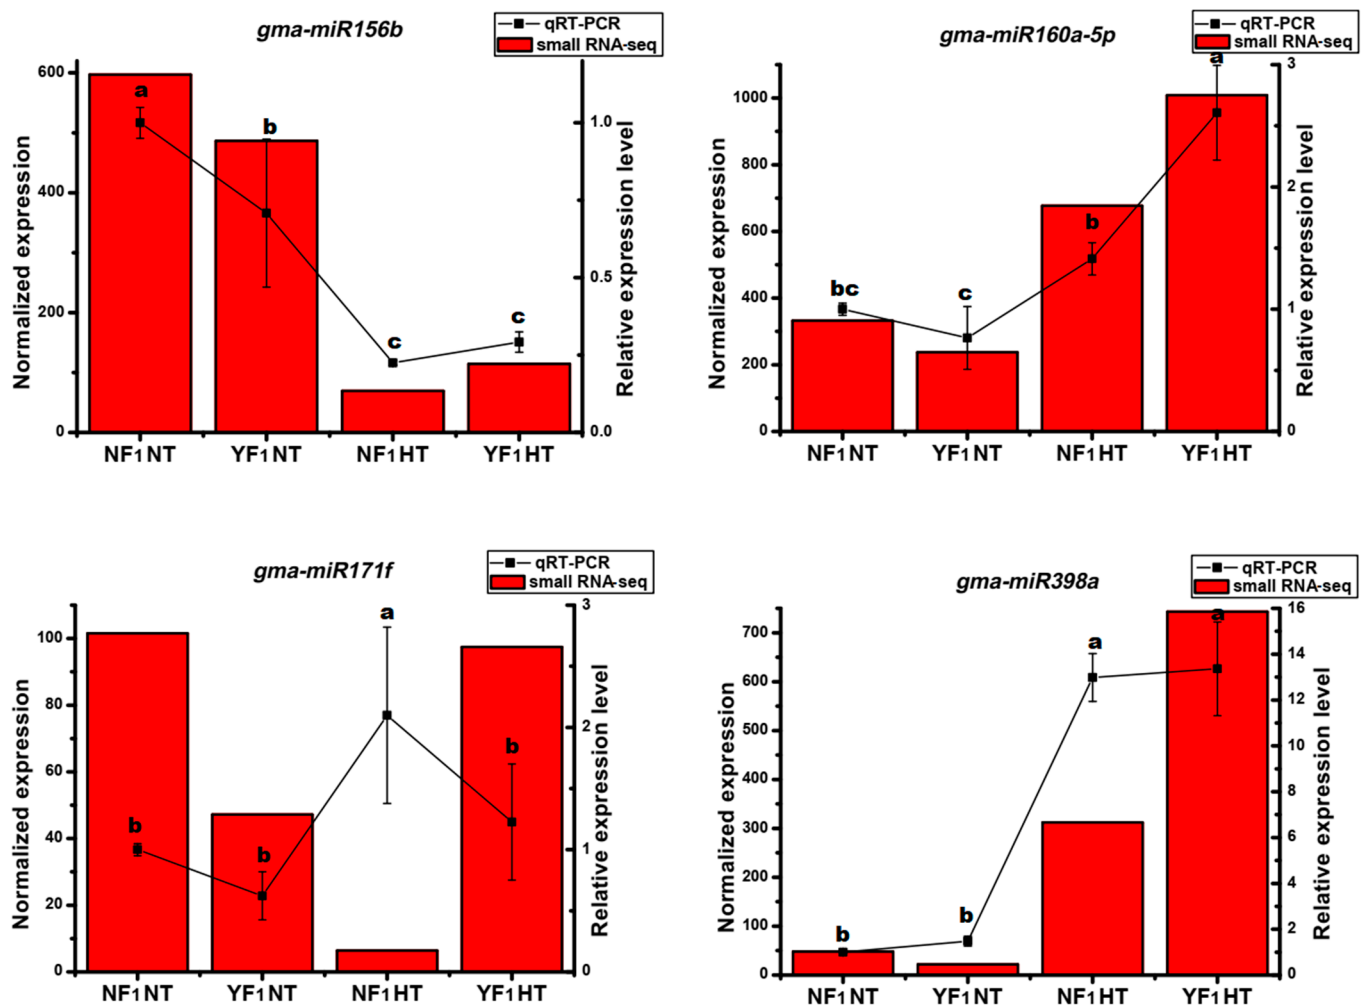 gma-miR156b
qRT-PCR
small RNA-seq
Normalized expression
600
400
200
0
a
b
c
c
1.0
0.5
0.0
Relative expression level
NF1NT YF1NT NF1HT YF1HT
gma-miR160a-5p
qRT-PCR
small RNA-seq
Normalized expression
1000
800
600
400
200
0
bc
c
b
a
3
2
1
0
Relative expression level
NF1NT YF1NT NF1HT YF1HT
gma-miR171f
qRT-PCR
small RNA-seq
Normalized expression
100
80
60
40
20
0
b
b
a
b
3
2
1
0
Relative expression level
NF1NT YF1NT NF1HT YF1HT
gma-miR398a
qRT-PCR
small RNA-seq
Normalized expression
700
600
500
400
300
200
100
0
b
b
a
a
16
14
12
10
8
6
4
2
0
Relative expression level
NF1NT YF1NT NF1HT YF1HT